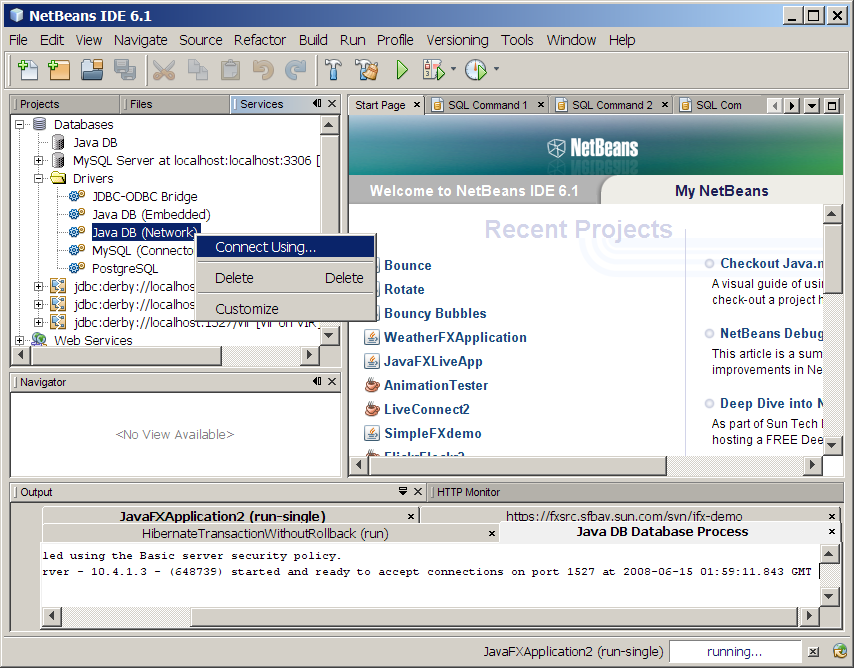 NetBeans IDE 6.1
File Edit View Navigate Source Refactor Build Run Profile Versioning Tools Window Help
Projects Files Services
Start Page SQL Command 1 SQL Command 2 SQL Com
Databases
Java DB
MySQL Server at localhost:localhost:3306 [
Drivers
JDBC-ODBC Bridge
Java DB (Embedded)
Java DB (Network)
MySQL (Connecto
PostgreSQL
jdbc:derby://localhos
jdbc:derby://localhos
jdbc:derby://localhost:1527/vir [vir on VIR]
Web Services
Connect Using...
Delete Delete
Customize
NetBeans
Welcome to NetBeans IDE 6.1 My NetBeans
Recent Projects
Bounce
Rotate
Bouncy Bubbles
WeatherFXApplication
JavaFXLiveApp
AnimationTester
LiveConnect2
SimpleFXdemo
FlickrFlockr2
Checkout Java.n
A visual guide of usin
check-out a project h
NetBeans Debug
This article is a sum
improvements in Ne
Deep Dive into N
As part of Sun Tech
hosting a FREE Dee
Navigator
<No View Available>
Output HTTP Monitor
JavaFXApplication2 (run-single) https://fxsrc.sfbay.sun.com/svn/jfx-demo
HibernateTransactionWithoutRollback (run) Java DB Database Process
led using the Basic server security policy.
rver - 10.4.1.3 - (648739) started and ready to accept connections on port 1527 at 2008-06-15 01:59:11.843 GMT
JavaFXApplication2 (run-single) running...